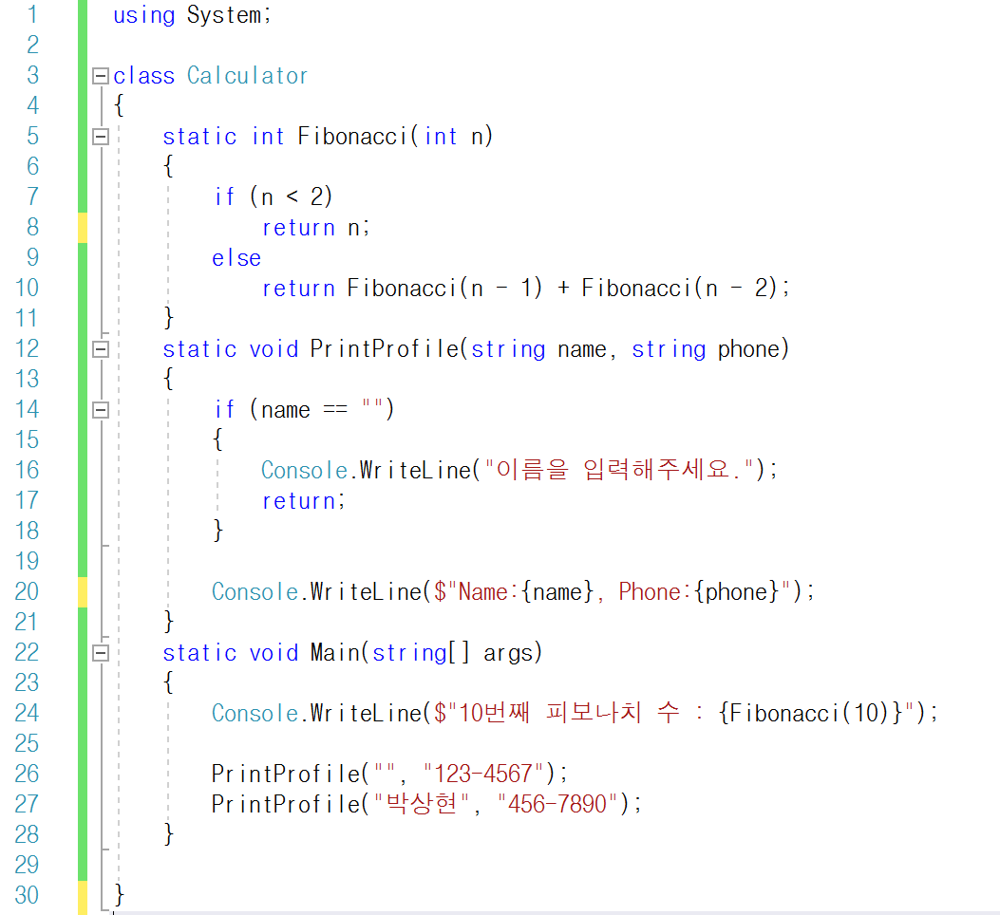 1 using System;
2
3 class Calculator
4 {
5 static int Fibonacci(int n)
6 {
7 if (n < 2)
8 return n;
9 else
10 return Fibonacci(n - 1) + Fibonacci(n - 2);
11 }
12 static void PrintProfile(string name, string phone)
13 {
14 if (name == "")
15 {
16 Console.WriteLine("이름을 입력해주세요.");
17 return;
18 }
19
20 Console.WriteLine($"Name:{name}, Phone:{phone}");
21 }
22 static void Main(string[] args)
23 {
24 Console.WriteLine($"10번째 피보나치 수 : {Fibonacci(10)}");
25
26 PrintProfile("", "123-4567");
27 PrintProfile("박상현", "456-7890");
28 }
29
30 }